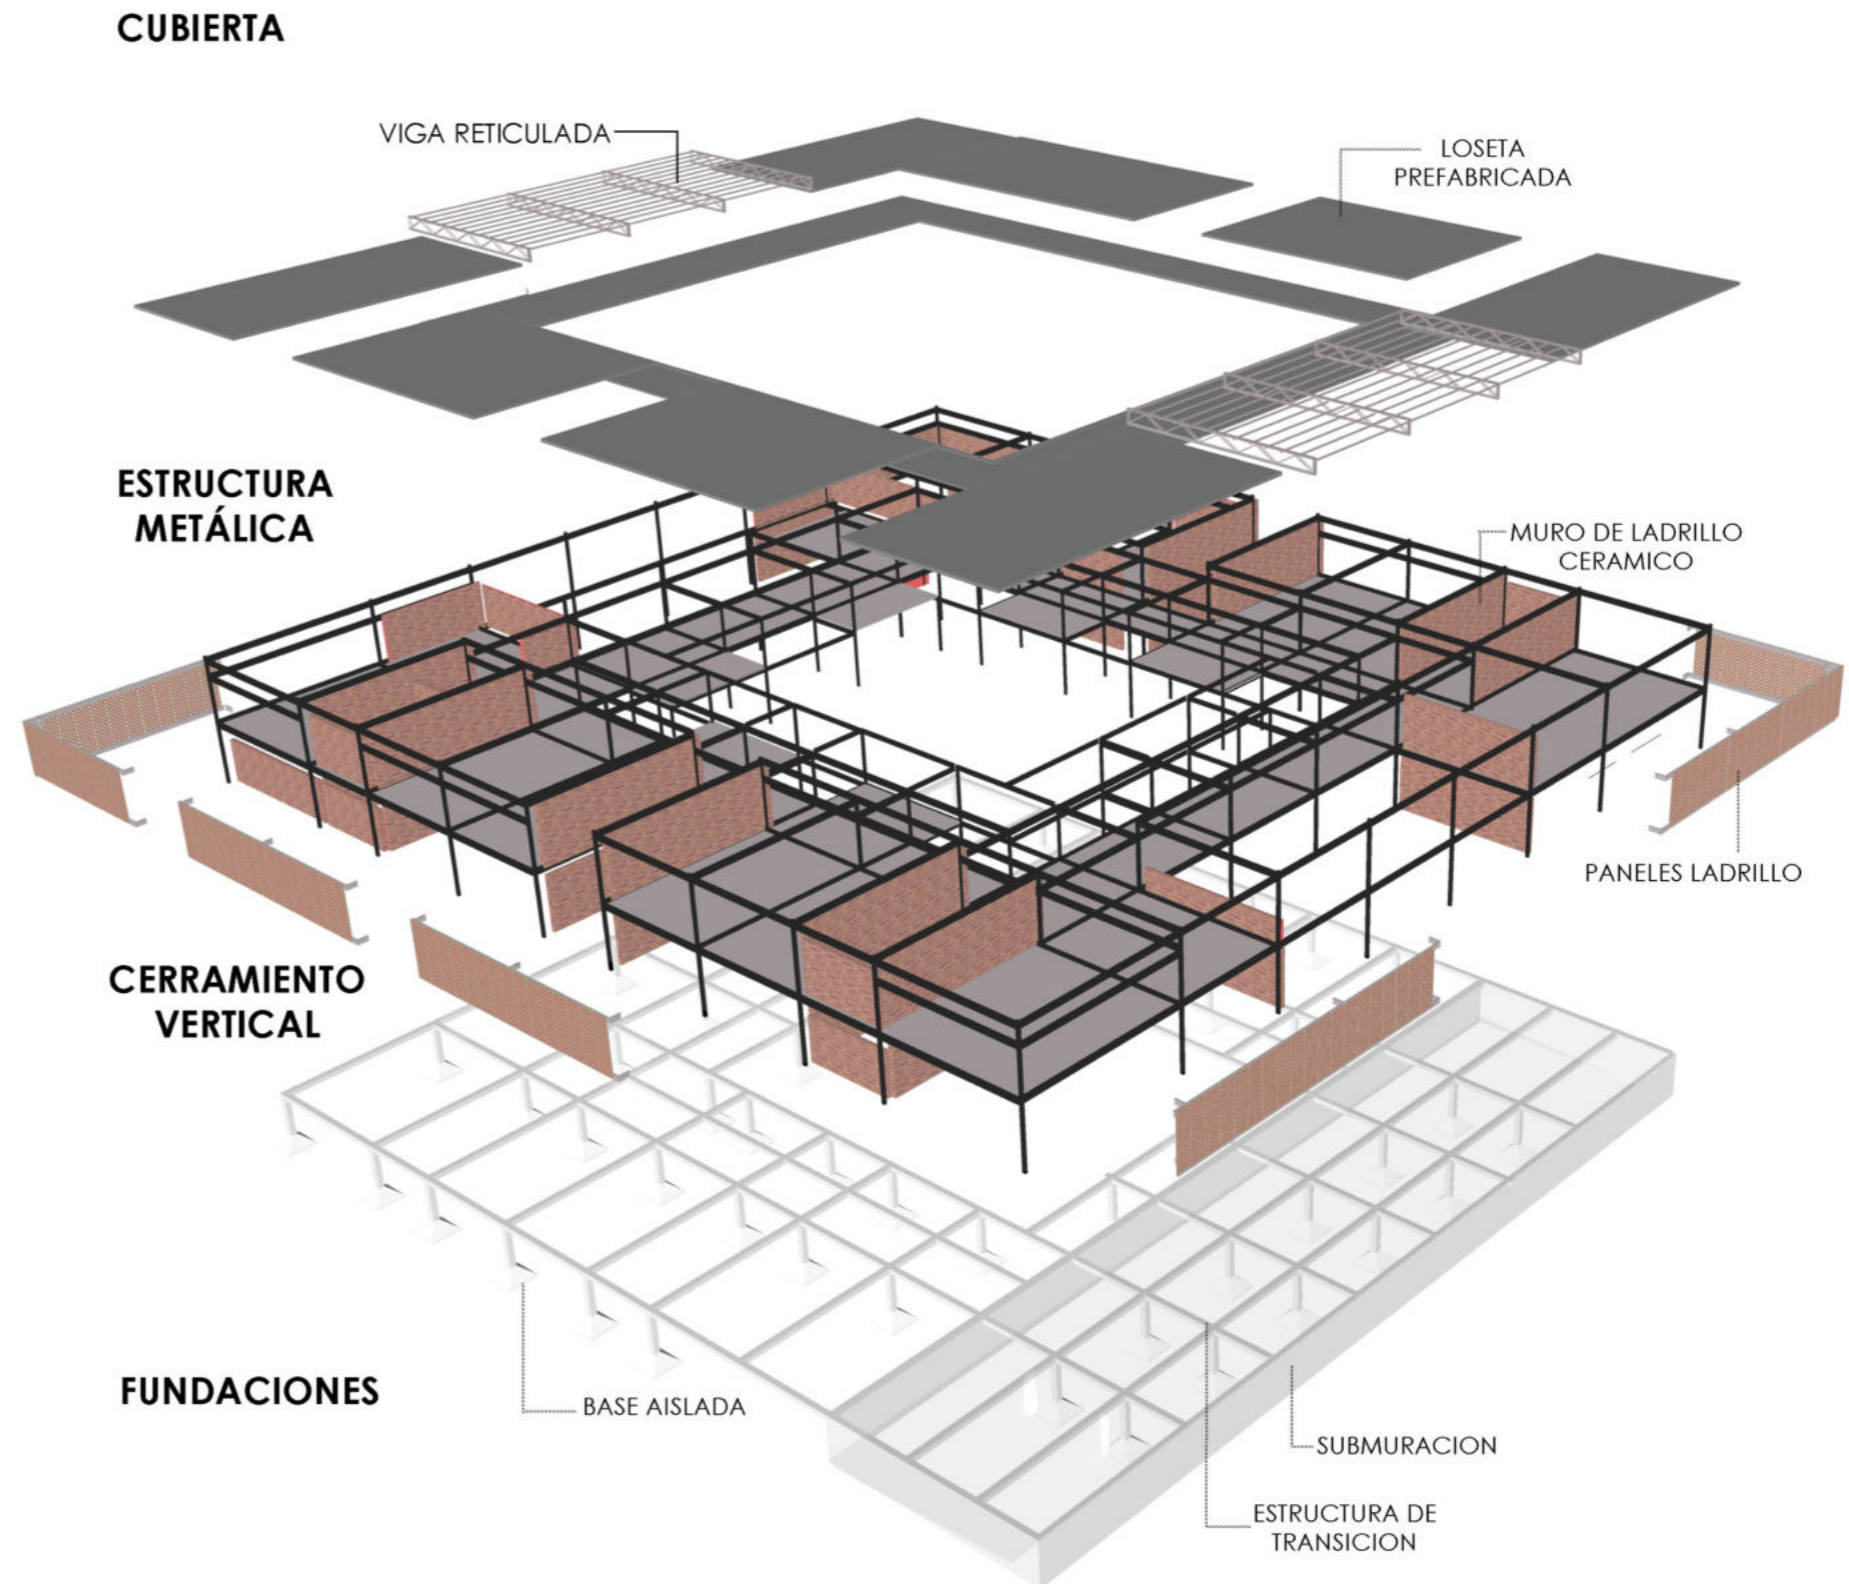 CUBIERTA
VIGA RETICULADA
LOSETA
PREFABRICADA
ESTRUCTURA
METÁLICA
MURO DE LADRILLO
CERAMICO
PANELES LADRILLO
CERRAMIENTO
VERTICAL
FUNDACIONES
BASE AISLADA
SUBMURACION
ESTRUCTURA DE
TRANSICION